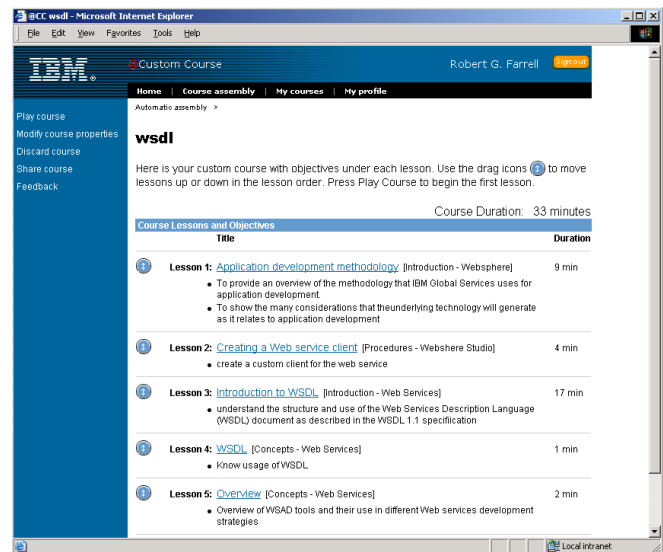 @CC wsdl - Microsoft Internet Explorer
File Edit View Favorites Tools Help
IBM®
@Custom Course
Robert G. Farrell
Sign out
Home | Course assembly | My courses | My profile
Automatic assembly >
Play course
Modify course properties
Discard course
Share course
Feedback
wsdl
Here is your custom course with objectives under each lesson. Use the drag icons to move
lessons up or down in the lesson order. Press Play Course to begin the first lesson.
Course Duration: 33 minutes
Course Lessons and Objectives
Title Duration
Lesson 1: Application development methodology [Introduction - Websphere] 9 min
• To provide an overview of the methodology that IBM Global Services uses for
application development.
• To show the many considerations that theunderlying technology will generate
as it relates to application development
Lesson 2: Creating a Web service client [Procedures - Webshere Studio] 4 min
• create a custom client for the web service
Lesson 3: Introduction to WSDL [Introduction - Web Services] 17 min
• understand the structure and use of the Web Services Description Language
(WSDL) document as described in the WSDL 1.1 specifiication
Lesson 4: WSDL [Concepts - Web Services] 1 min
• Know usage of WSDL
Lesson 5: Overview [Concepts - Web Services] 2 min
• Overview of WSAD tools and their use in different Web services development
strategies
Local intranet